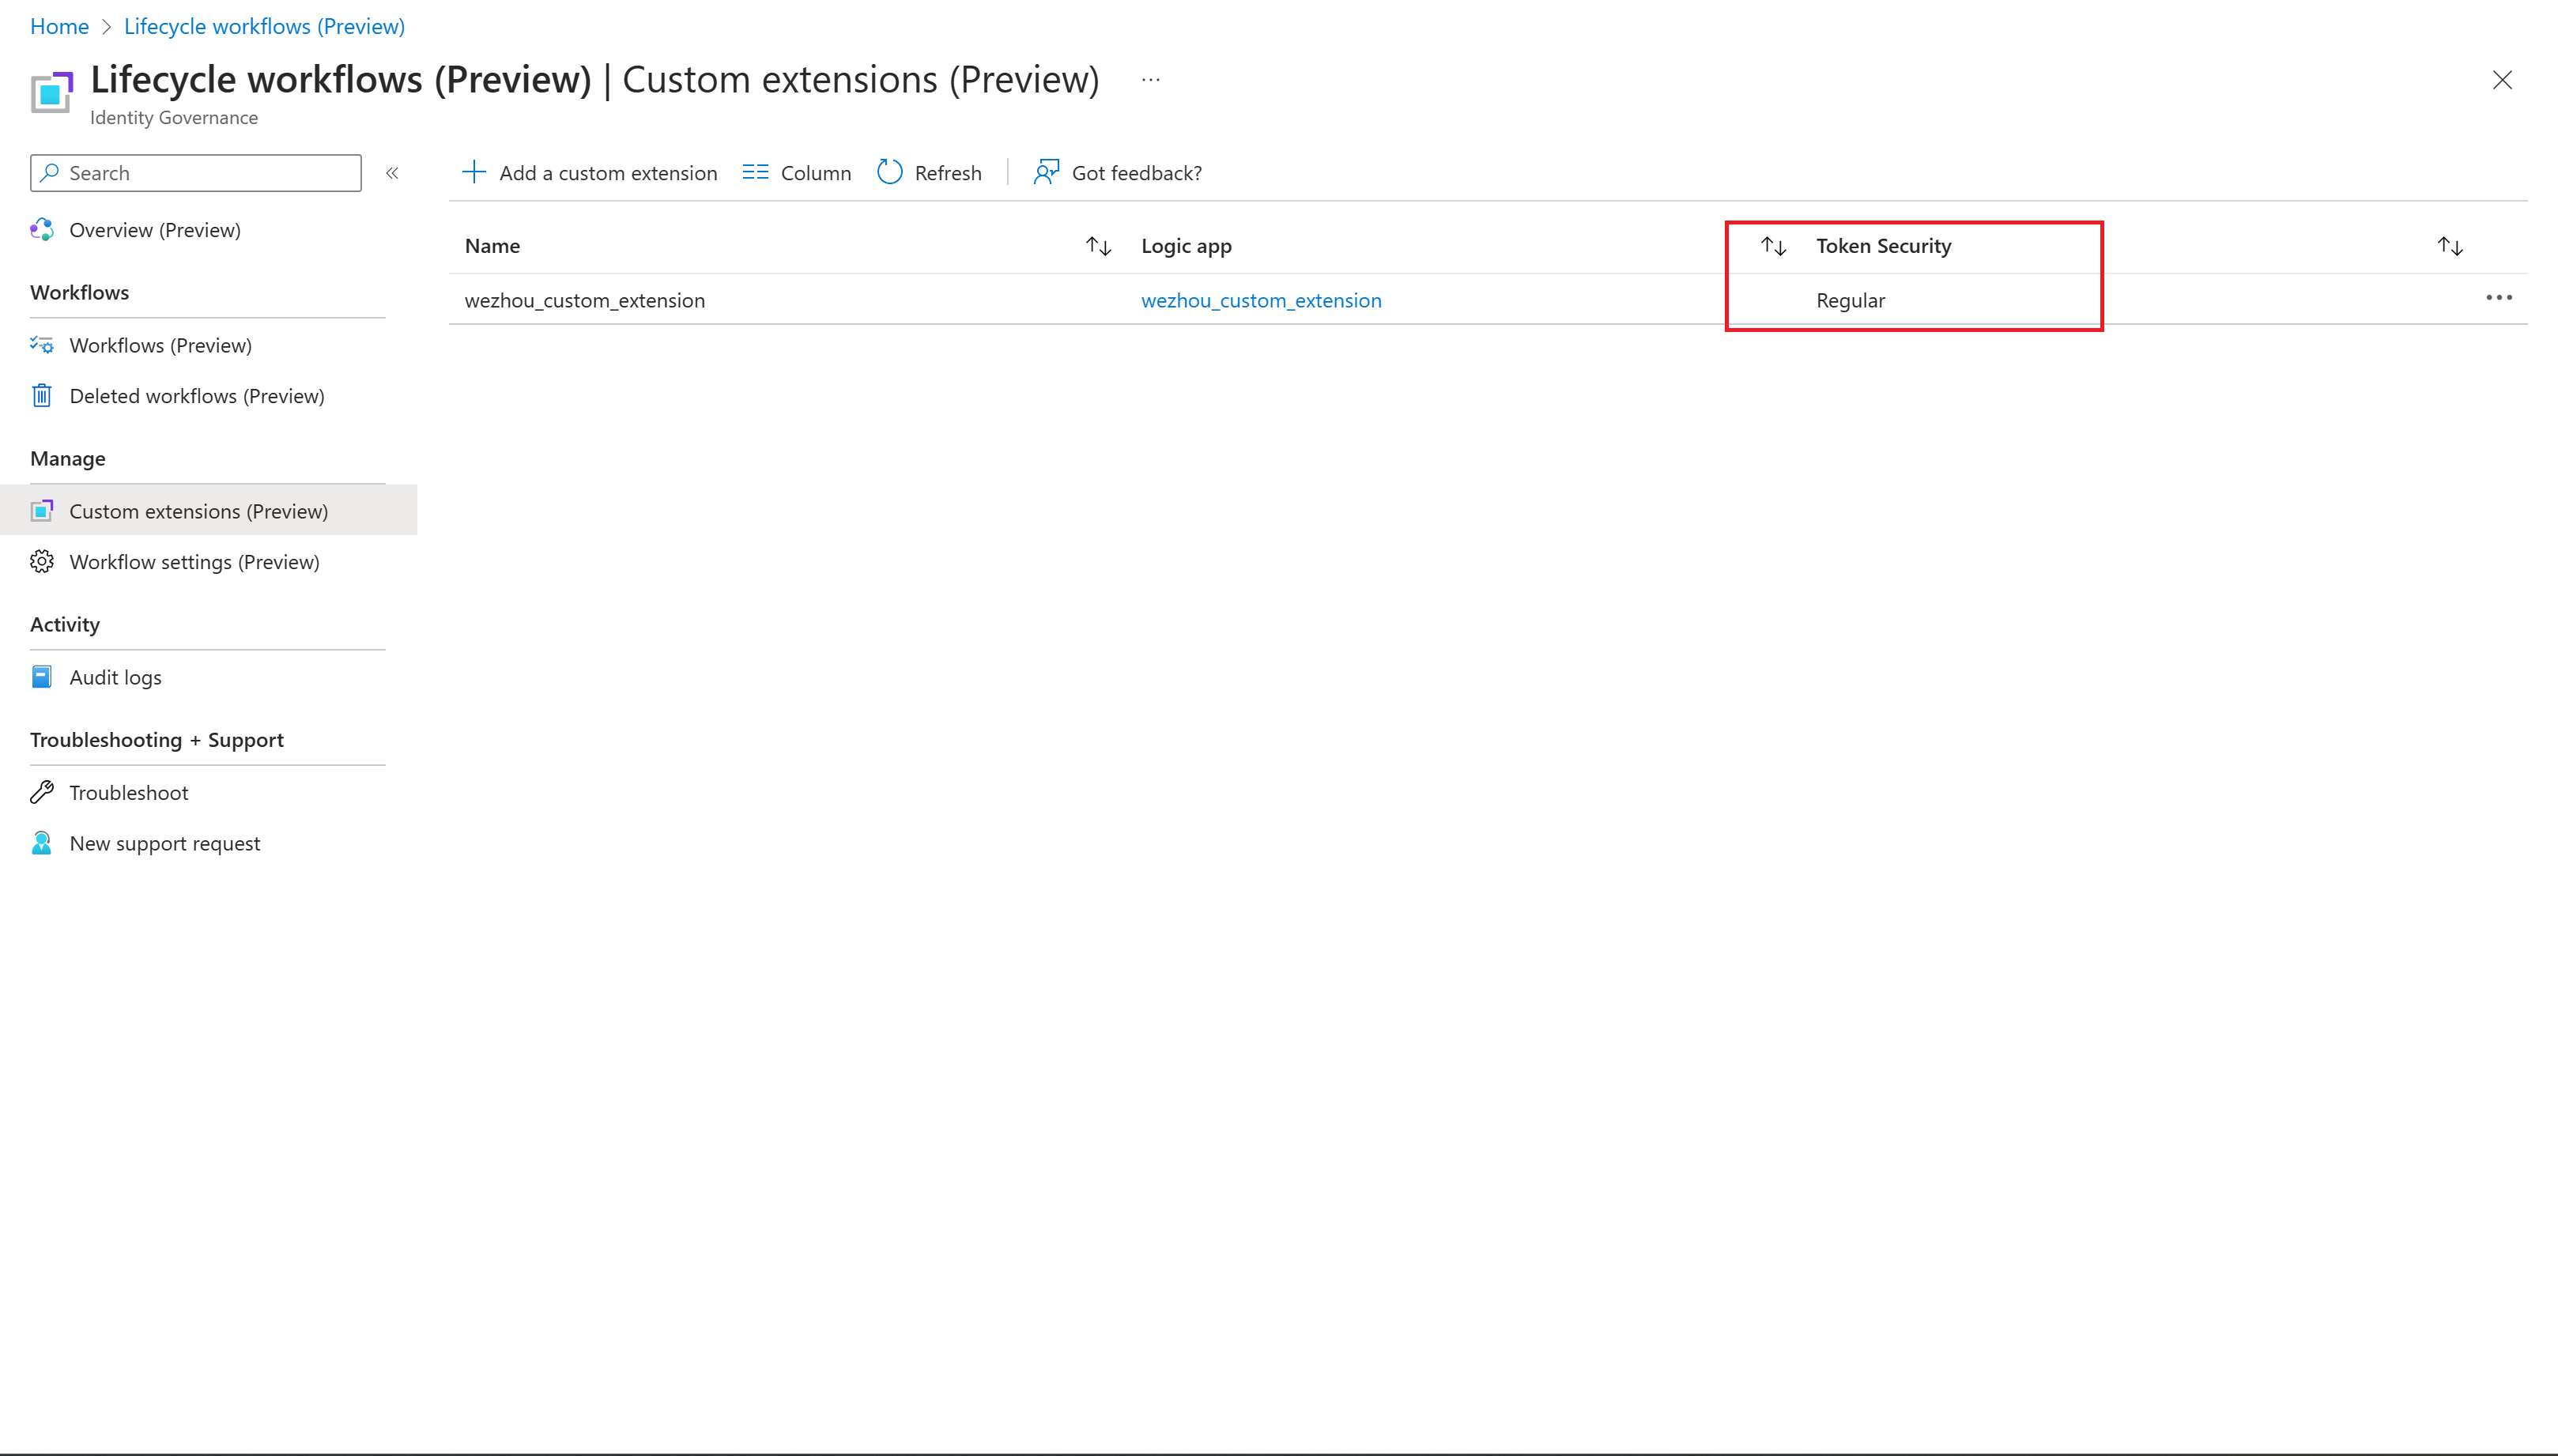 Home > Lifecycle workflows (Preview)
Lifecycle workflows (Preview) | Custom extensions (Preview) ...
Identity Governance
Search «
Add a custom extension Column Refresh Got feedback?
Overview (Preview)
Name Logic app Token Security
Workflows
wezhou_custom_extension wezhou_custom_extension Regular ...
Workflows (Preview)
Deleted workflows (Preview)
Manage
Custom extensions (Preview)
Workflow settings (Preview)
Activity
Audit logs
Troubleshooting + Support
Troubleshoot
New support request